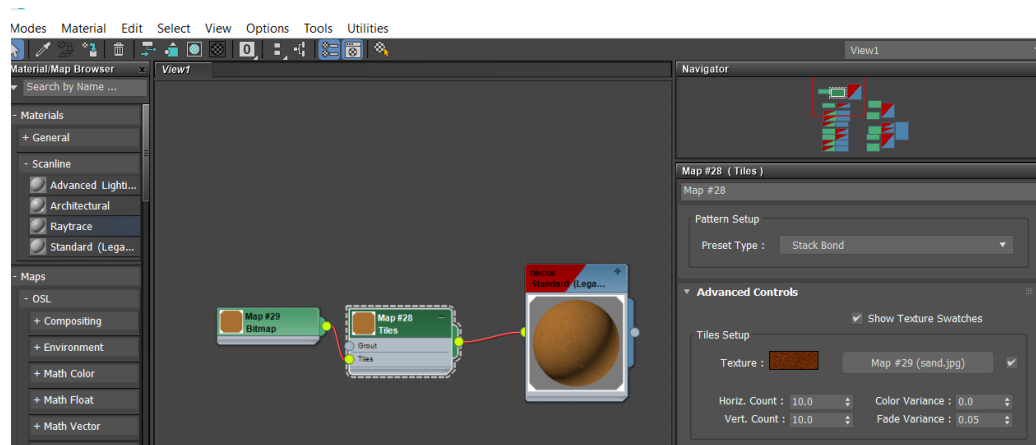 Modes Material Edit Select View Options Tools Utilities
0
View1
Material/Map Browser x
Search by Name ...
- Materials
+ General
- Scanline
Advanced Lighti...
Architectural
Raytrace
Standard (Lega...
- Maps
- OSL
+ Compositing
+ Environment
+ Math Color
+ Math Float
+ Math Vector
View1
Map #29
Bitmap
Map #28
Tiles
Grout
Tiles
Standard (Lega...
Navigator
Map #28 ( Tiles )
Map #28
Pattern Setup
Preset Type : Stack Bond
Advanced Controls
Show Texture Swatches
Tiles Setup
Texture : Map #29 (sand.jpg)
Horiz. Count : 10.0 Color Variance : 0.0
Vert. Count : 10.0 Fade Variance : 0.05